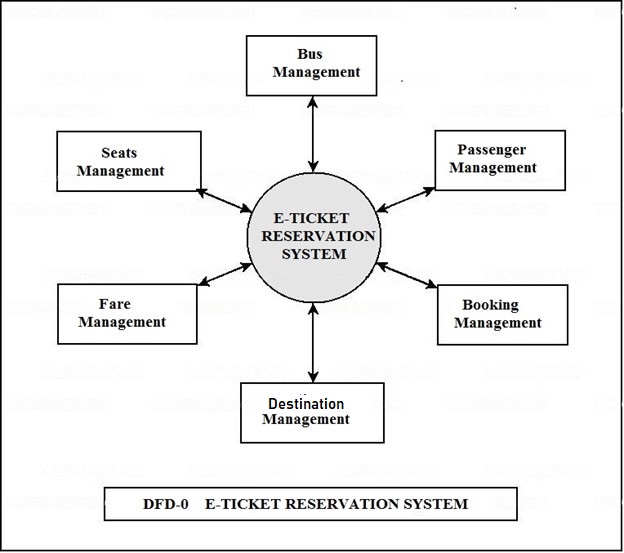 Bus
Management
Seats
Management
Passenger
Management
E-TICKET
RESERVATION
SYSTEM
Fare
Management
Booking
Management
Destination
Management
DFD-0 E-TICKET RESERVATION SYSTEM